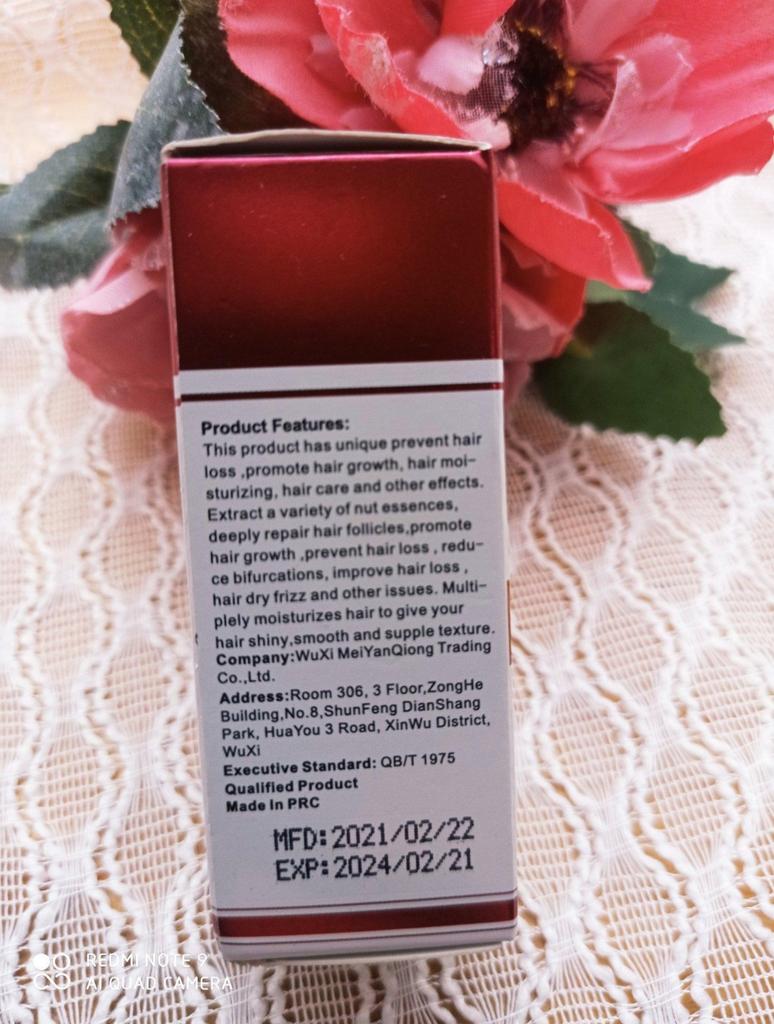 Product Features:
This product has unique prevent hair
loss ,promote hair growth, hair moi-
sturizing, hair care and other effects.
Extract a variety of nut essences,
deeply repair hair follicles,promote
hair growth ,prevent hair loss , redu-
ce bifurcations, improve hair loss ,
hair dry frizz and other issues. Multi-
plely moisturizes hair to give your
hair shiny,smooth and supple texture.
Company:WuXi MeiYanQiong Trading
Co.,Ltd.
Address:Room 306, 3 Floor,ZongHe
Building,No.8,ShunFeng DianShang
Park, HuaYou 3 Road, XinWu District,
WuXi
Executive Standard: QB/T 1975
Qualified Product
Made In PRC
MFD:2021/02/22
EXP:2024/02/21
REDMI NOTE 9
AI QUAD CAMERA